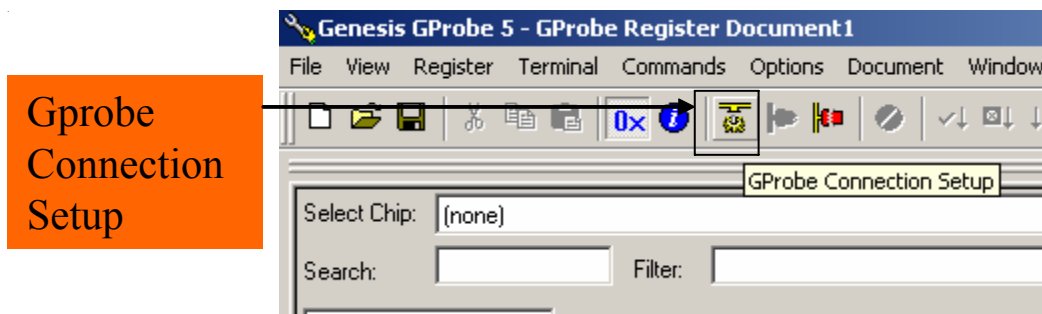 Genesis GProbe 5 - GProbe Register Document1
File View Register Terminal Commands Options Document Window
Gprobe
Connection
Setup
0x
GProbe Connection Setup
Select Chip: (none)
Search: Filter: